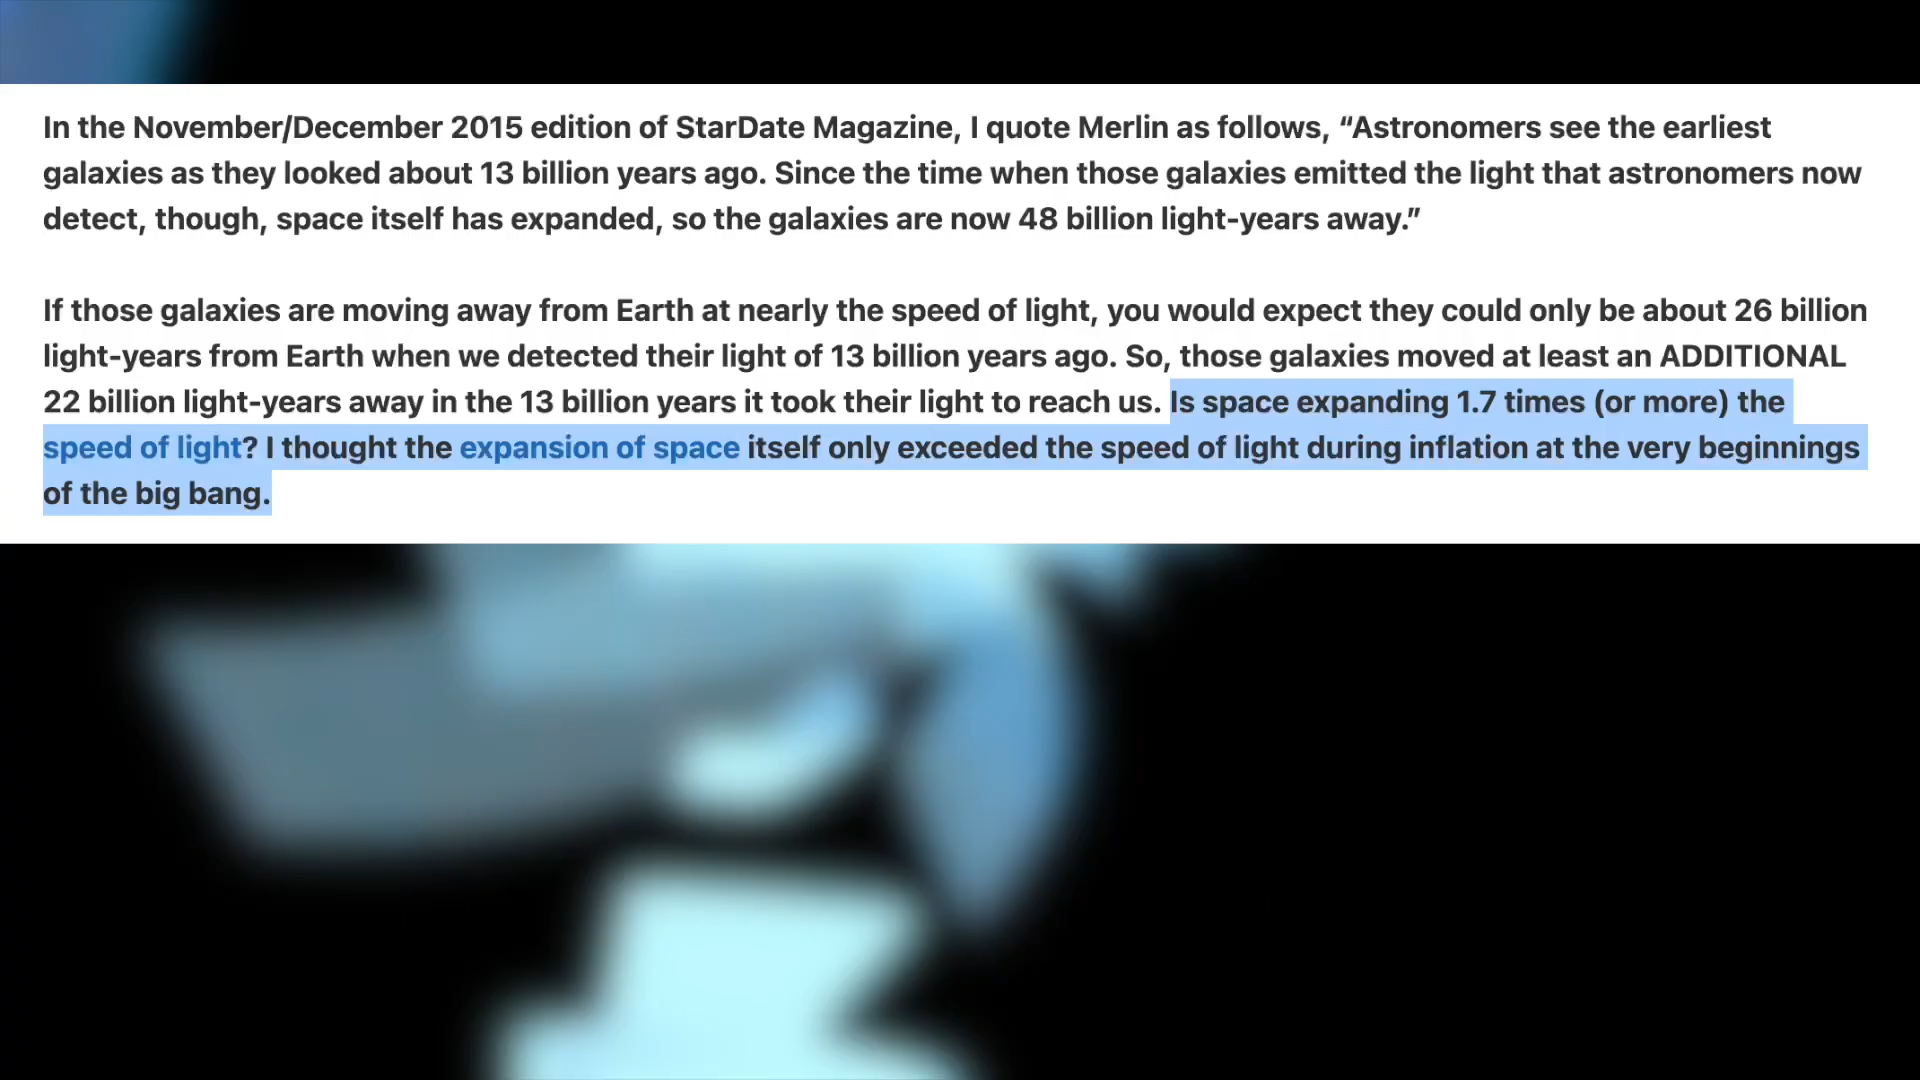 In the November/December 2015 edition of StarDate Magazine, I quote Merlin as follows, “Astronomers see the earliest
galaxies as they looked about 13 billion years ago. Since the time when those galaxies emitted the light that astronomers now
detect, though, space itself has expanded, so the galaxies are now 48 billion light-years away.”
If those galaxies are moving away from Earth at nearly the speed of light, you would expect they could only be about 26 billion
light-years from Earth when we detected their light of 13 billion years ago. So, those galaxies moved at least an ADDITIONAL
22 billion light-years away in the 13 billion years it took their light to reach us. Is space expanding 1.7 times (or more) the
speed of light? I thought the expansion of space itself only exceeded the speed of light during inflation at the very beginnings
of the big bang.